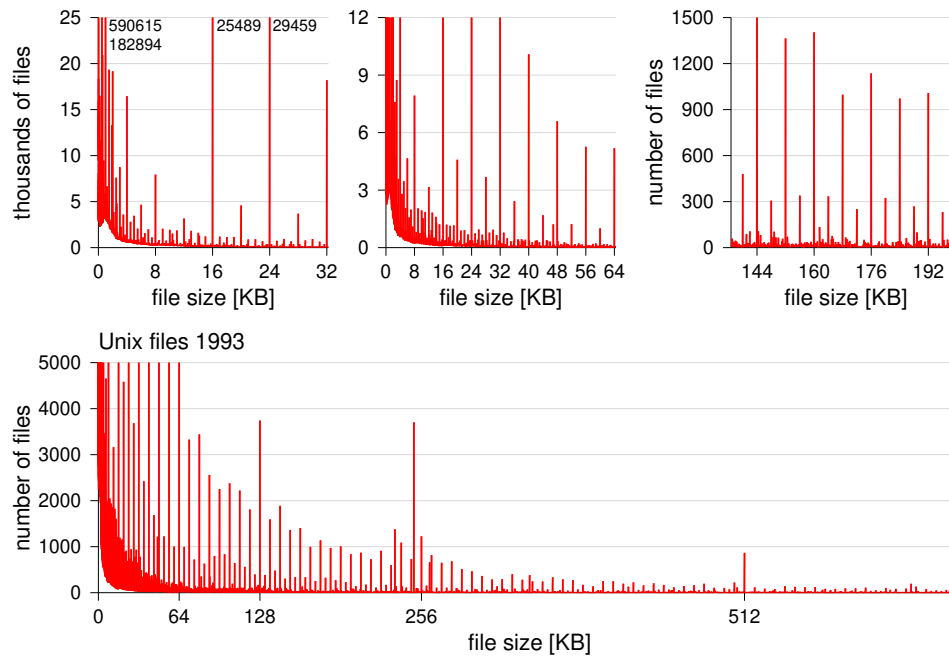 thousands of files
25
20
15
10
5
0
590615
182894
25489
29459
0 8 16 24 32
file size [KB]
12
9
6
3
0
0 8 16 24 32 40 48 56 64
file size [KB]
number of files
1500
1200
900
600
300
0
144 160 176 192
file size [KB]
Unix files 1993
number of files
5000
4000
3000
2000
1000
0
0 64 128 256 512
file size [KB]